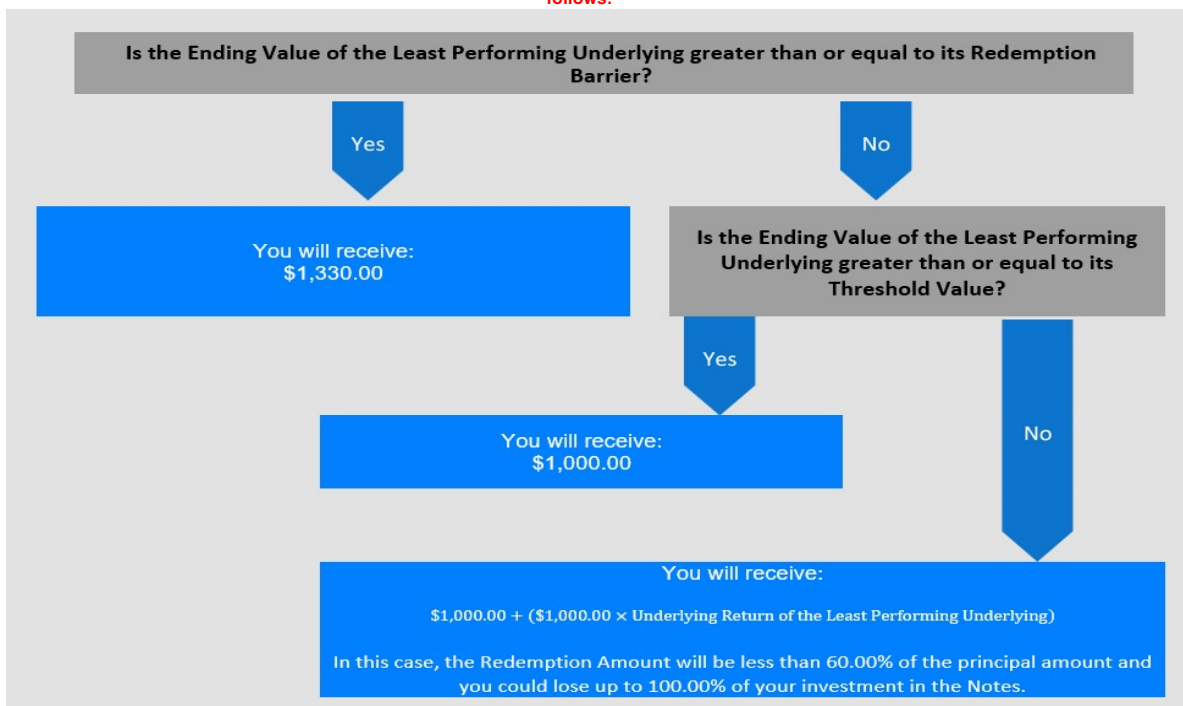 follows:
Is the Ending Value of the Least Performing Underlying greater than or equal to its Redemption
Barrier?
Yes
No
You will receive:
$1,330.00
Is the Ending Value of the Least Performing
Underlying greater than or equal to its
Threshold Value?
Yes
No
You will receive:
$1,000.00
You will receive:
$1,000.00 + ($1,000.00 × Underlying Return of the Least Performing Underlying)
In this case, the Redemption Amount will be less than 60.00% of the principal amount and
you could lose up to 100.00% of your investment in the Notes.